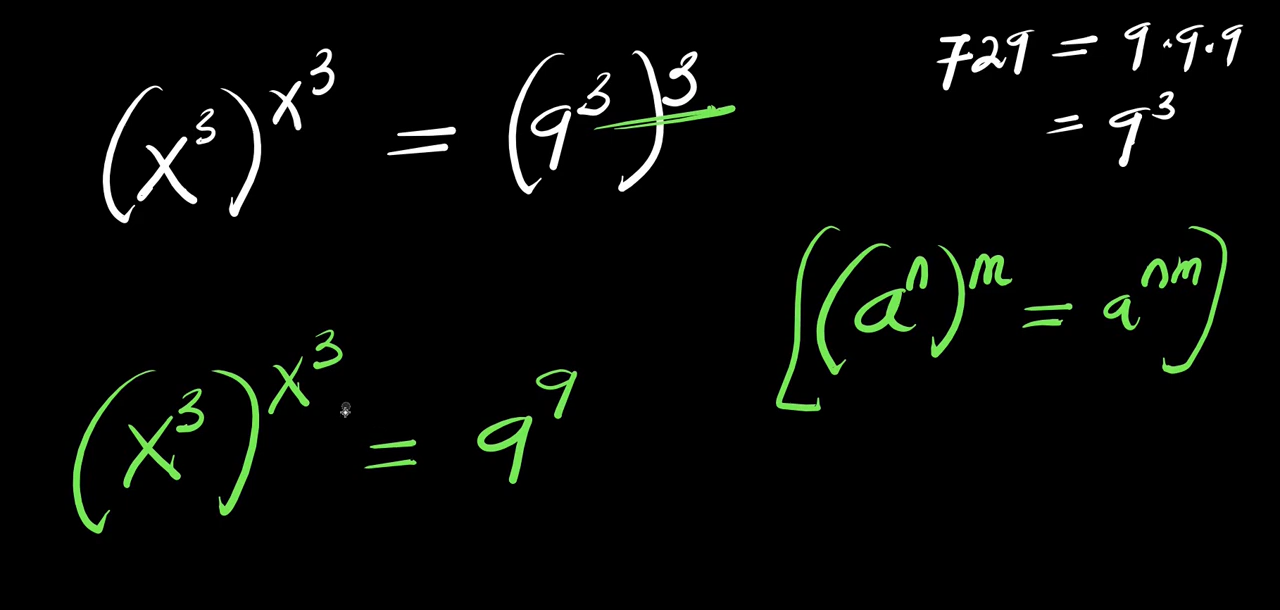 (x³)^x³ = (9³)³
729 = 9·9·9
= 9³
[(aⁿ)ᵐ = aⁿᵐ]
(x³)^x³ = 9⁹